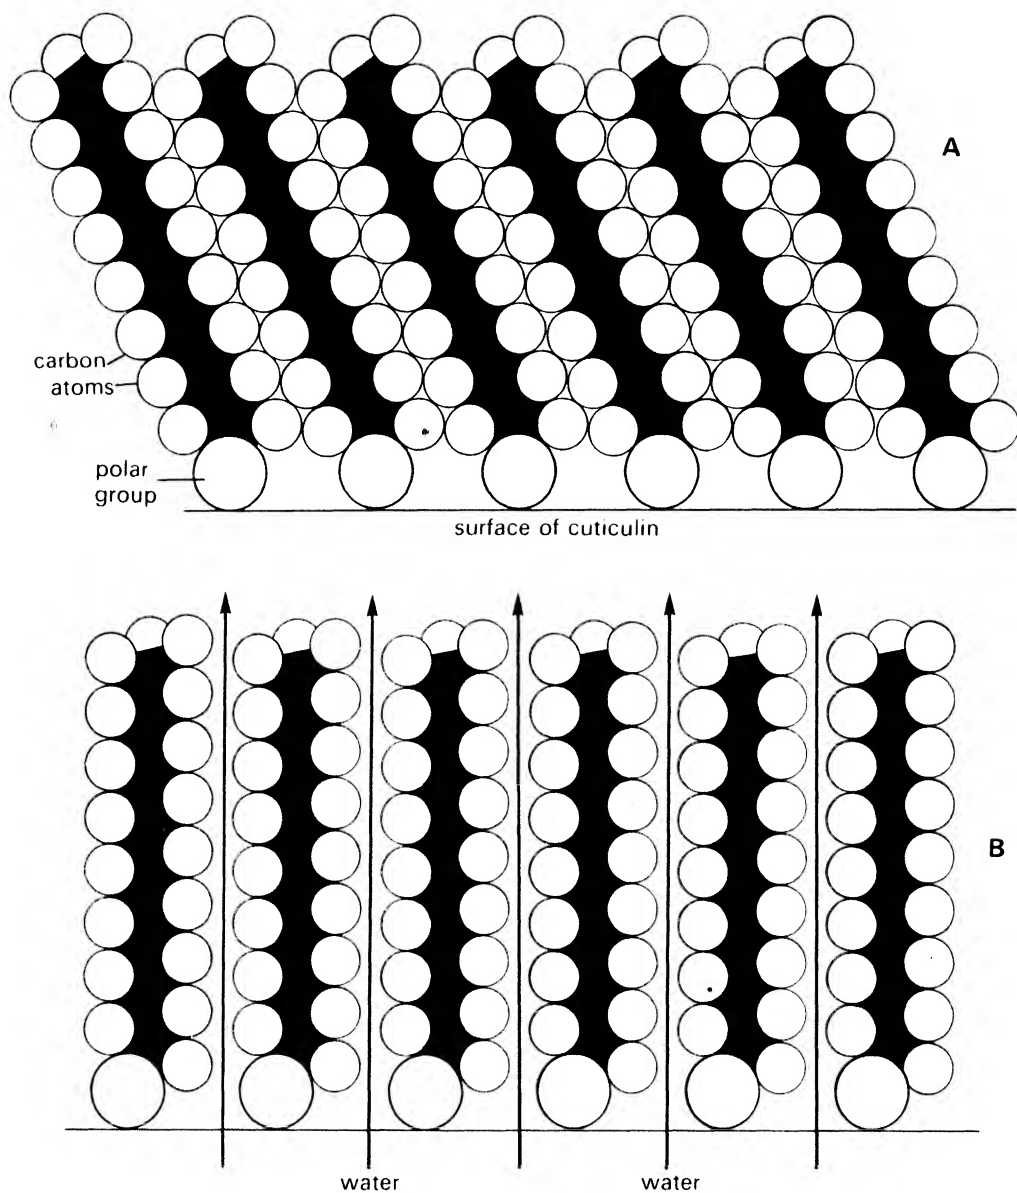 A
carbon
atoms
polar
group
surface of cuticulin
B
water
water